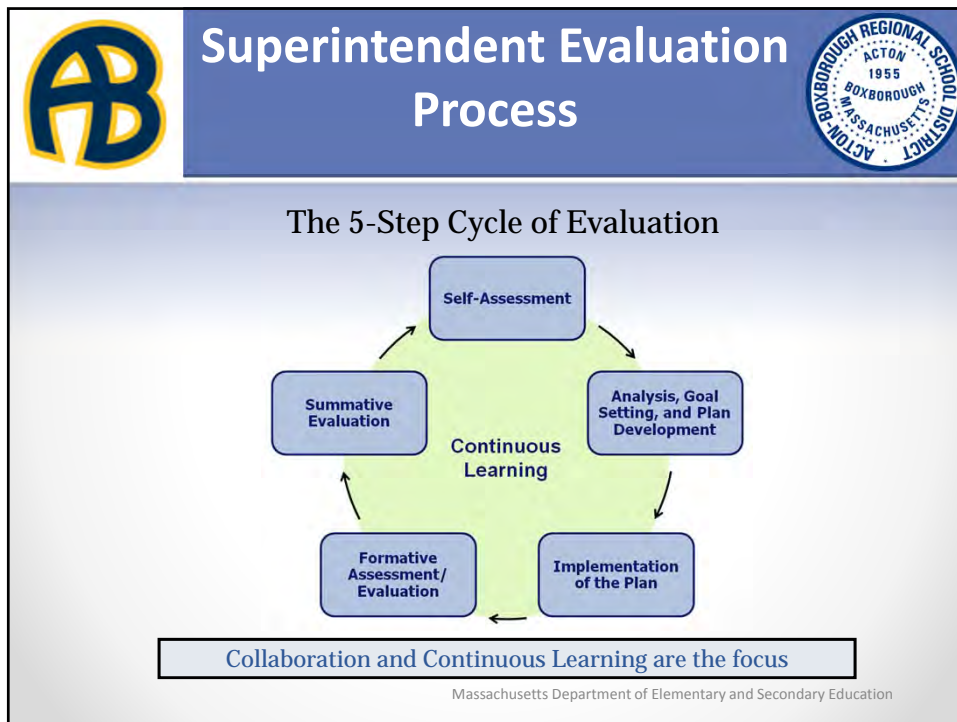 AB
Superintendent Evaluation
Process
ACTON-BOXBOROUGH REGIONAL SCHOOL DISTRICT
ACTON
1955
BOXBOROUGH
MASSACHUSETTS
The 5-Step Cycle of Evaluation
Self-Assessment
Analysis, Goal
Setting, and Plan
Development
Summative
Evaluation
Continuous
Learning
Formative
Assessment/
Evaluation
Implementation
of the Plan
Collaboration and Continuous Learning are the focus
Massachusetts Department of Elementary and Secondary Education